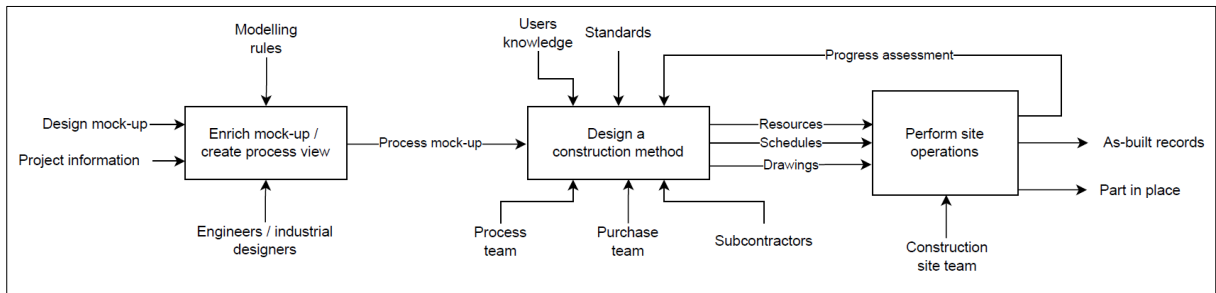 Modelling
rules
Users
knowledge
Standards
Progress assessment
Design mock-up
Project information
Enrich mock-up /
create process view
Process mock-up
Design a
construction method
Resources
Schedules
Drawings
Perform site
operations
As-built records
Part in place
Engineers / industrial
designers
Process
team
Purchase
team
Subcontractors
Construction
site team